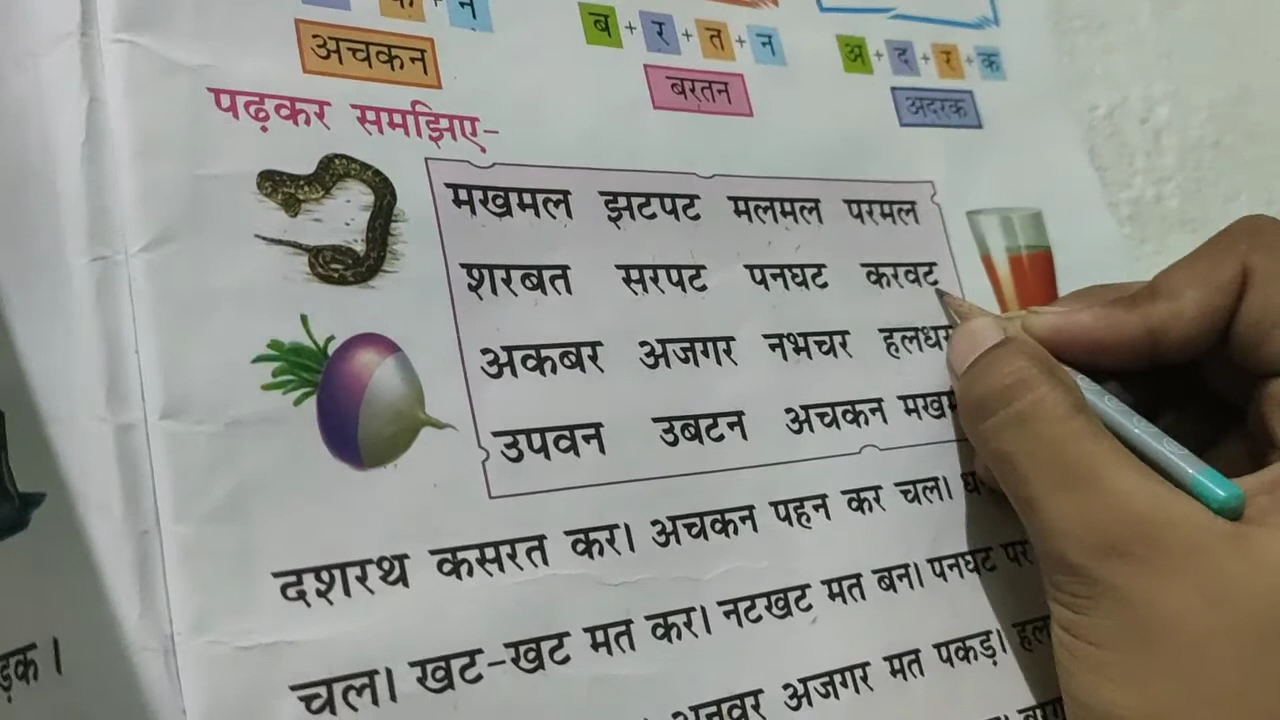 न
ब + र + त + न
अ + द + र + क
अचकन
बरतन
अदरक
पढ़कर समझिए-
मखमल झटपट मलमल परमल
शरबत सरपट पनघट करवट
अकबर अजगर नभचर
उपवन उबटन अचकन
दशरथ कसरत कर। अचकन पहन कर चल।
चल। खट-खट मत कर। नटखट मत बन। पनघट पर
अजगर मत पकड़।